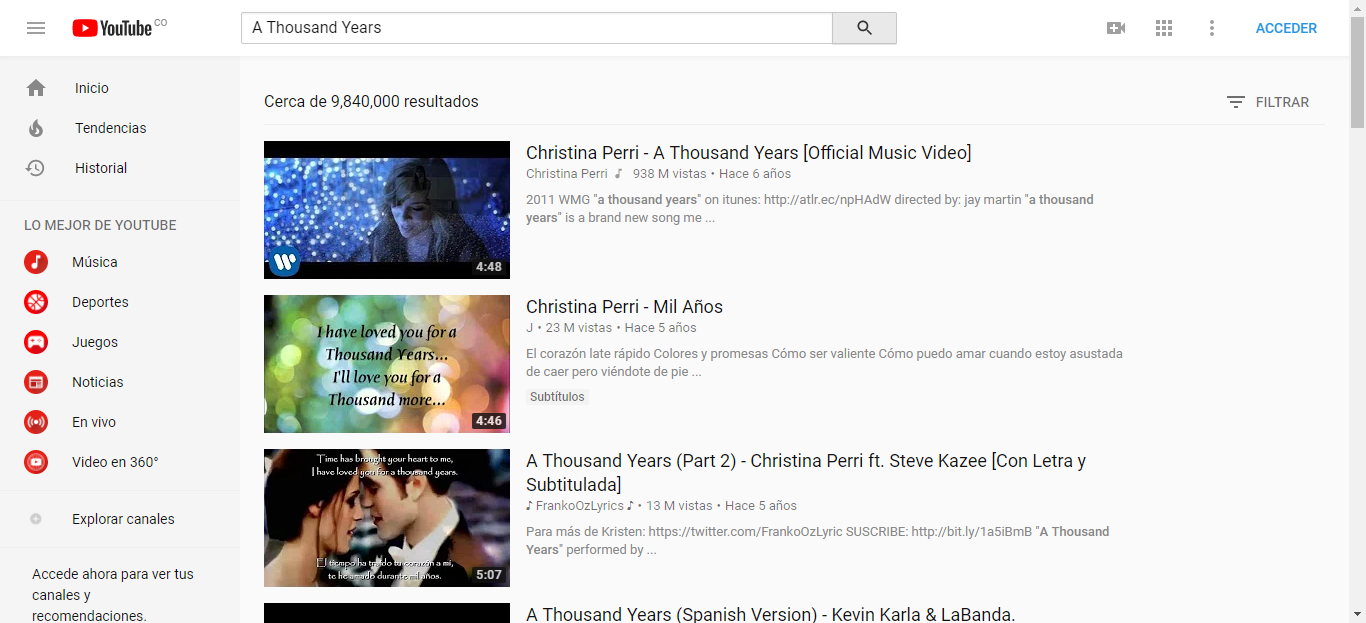 YouTube CO
A Thousand Years
ACCEDER
Inicio
Tendencias
Historial
LO MEJOR DE YOUTUBE
Música
Deportes
Juegos
Noticias
En vivo
Video en 360°
Explorar canales
Accede ahora para ver tus
canales y
recomendaciones.
Cerca de 9,840,000 resultados
FILTRAR
4:48
Christina Perri - A Thousand Years [Official Music Video]
Christina Perri ♪ 938 M vistas • Hace 6 años
2011 WMG "a thousand years" on itunes: http://atlr.ec/npHAdW directed by: jay martin "a thousand
years" is a brand new song me ...
I have loved you for a
Thousand Years...
I'll love you for a
Thousand more...
4:46
Christina Perri - Mil Años
J • 23 M vistas • Hace 5 años
El corazón late rápido Colores y promesas Cómo ser valiente Cómo puedo amar cuando estoy asustada
de caer pero viéndote de pie ...
Subtítulos
Time has brought your heart to me,
I have loved you for a thousand years.
El tiempo ha traído tu corazón a mí,
te he amado durante mil años.
5:07
A Thousand Years (Part 2) - Christina Perri ft. Steve Kazee [Con Letra y
Subtitulada]
♪ FrankoOzLyrics ♪ • 13 M vistas • Hace 5 años
Para más de Kristen: https://twitter.com/FrankoOzLyric SUSCRIBE: http://bit.ly/1a5iBmB "A Thousand
Years" performed by ...
A Thousand Years (Spanish Version) - Kevin Karla & LaBanda.